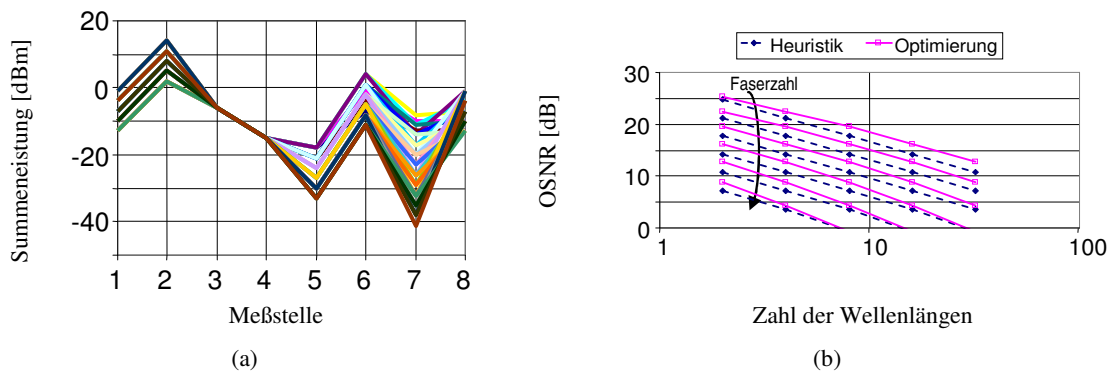 Summeneistung [dBm]
20
0
-20
-40
1 2 3 4 5 6 7 8
Meßstelle
(a)
Heuristik Optimierung
OSNR [dB]
30
20
10
0
Faserzahl
1 10 100
Zahl der Wellenlängen
(b)